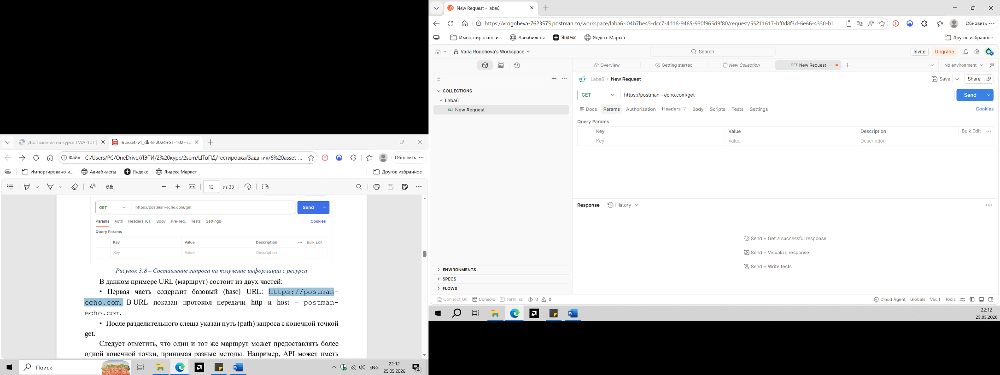 Достижения на курсе TWA-101
6 asset-v1_dk-8-2024+ST-102+spr
Файл
C:/Users/PC/OneDrive/ЛЭТИ/2%20курс/2sem/ЦТвПД/тестировка/Задания/6%20asset-...
Обновить
Импортировано и...
Авиабилеты
Яндекс
Яндекс Маркет
Другое избранное
12 из 33
GET
https://postman-echo.com/get
Send
Params Auth Headers (6) Body Pre-req. Tests Settings Cookies
Query Params
Key Value Description Bulk Edit
Key Value Description
Рисунок 3.8 – Составление запроса на получение информации с ресурса
В данном примере URL (маршрут) состоит из двух частей:
• Первая часть содержит базовый (base) URL: https://postman-
echo.com. В URL показан протокол передачи http и host – postman-
echo.com.
• После разделительного слеша указан путь (path) запроса с конечной точкой
get.
Следует отметить, что один и тот же маршрут может предоставлять более
одной конечной точки, принимая разные методы. Например, API может иметь
Поиск
ENG
22:12
25.05.2026
4
New Request - laba6
https://vrogoheva-7623575.postman.co/workspace/laba6~04b7be45-dcc7-4d16-9465-930f965d9f80/request/55211617-bf0d8f3d-6e66-4330-b1...
Обновить
Импортировано и...
Авиабилеты
Яндекс
Яндекс Маркет
Другое избранное
Varia Rogoheva's Workspace
Search
Invite
Upgrade
Overview
Getting started
New Collection
GET New Request
No environment
COLLECTIONS
Laba6
GET New Request
ENVIRONMENTS
SPECS
FLOWS
HTTP Laba6 > New Request
Save
Share
GET
https://postman - echo.com/get
Send
Docs Params Authorization Headers 7 Body Scripts Tests Settings Cookies
Query Params
Key Value Description Bulk Edit
Key Value Description
Response History
Send + Get a successful response
Send + Visualize response
Send + Write tests
Connect Git Console Terminal 0 0
Cloud Agent Globals Vault Tools
22:12
25.05.2026